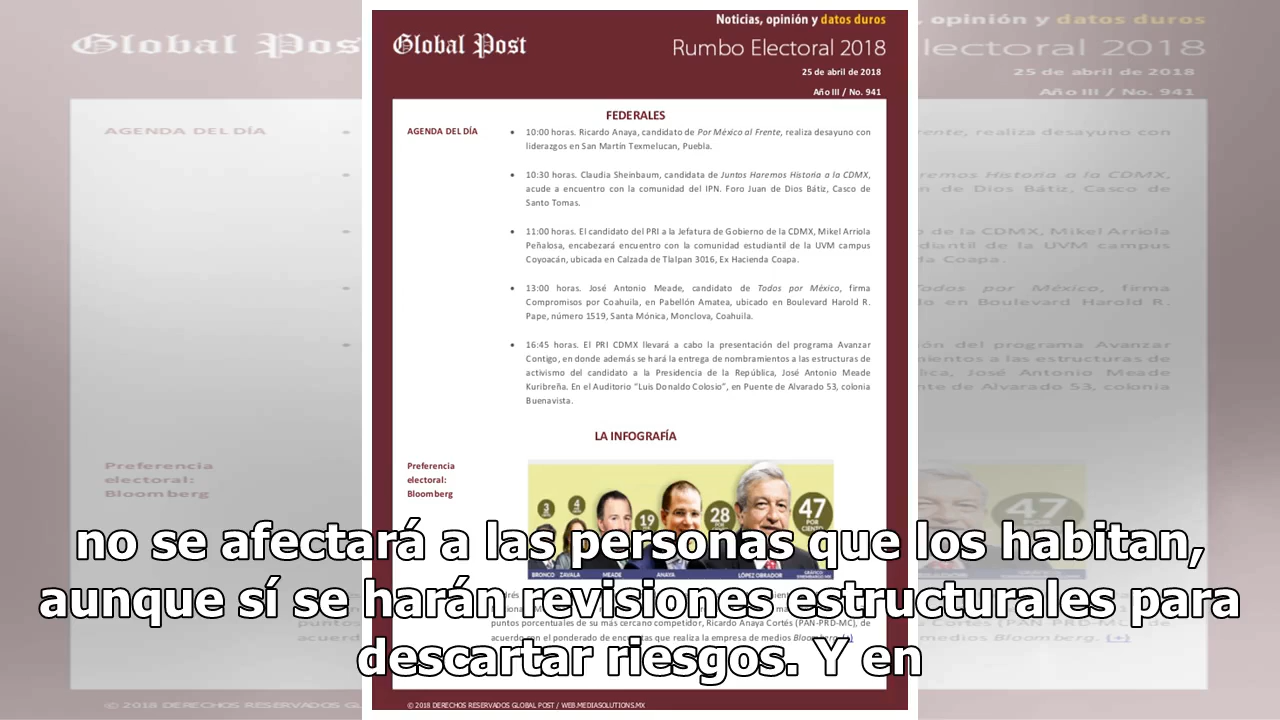 Noticias, opinión y datos duros
Global Post
Rumbo Electoral 2018
25 de abril de 2018
Año III / No. 941
FEDERALES
AGENDA DEL DÍA
• 10:00 horas. Ricardo Anaya, candidato de Por México al Frente, realiza desayuno con
liderazgos en San Martín Texmelucan, Puebla.
• 10:30 horas. Claudia Sheinbaum, candidata de Juntos Haremos Historia a la CDMX,
acude a encuentro con la comunidad del IPN. Foro Juan de Dios Bátiz, Casco de
Santo Tomas.
• 11:00 horas. El candidato del PRI a la Jefatura de Gobierno de la CDMX, Mikel Arriola
Peñalosa, encabezará encuentro con la comunidad estudiantil de la UVM campus
Coyoacán, ubicada en Calzada de Tlalpan 3016, Ex Hacienda Coapa.
• 13:00 horas. José Antonio Meade, candidato de Todos por México, firma
Compromisos por Coahuila, en Pabellón Amatea, ubicado en Boulevard Harold R.
Pape, número 1519, Santa Mónica, Monclova, Coahuila.
• 16:45 horas. El PRI CDMX llevará a cabo la presentación del programa Avanzar
Contigo, en donde además se hará la entrega de nombramientos a las estructuras de
activismo del candidato a la Presidencia de la República, José Antonio Meade
Kuribreña. En el Auditorio “Luis Donaldo Colosio”, en Puente de Alvarado 53, colonia
Buenavista.
LA INFOGRAFÍA
Preferencia
electoral:
Bloomberg
3 4 19 28 47
POR CIENTO
BRONCO ZAVALA MEADE ANAYA LÓPEZ OBRADOR
no se afectará a las personas que los habitan,
aunque sí se harán revisiones estructurales para
puntos porcentuales de su más cercano competidor, Ricardo Anaya Cortés (PAN-PRD-MC), de
acuerdo con el ponderado de encuestas que realiza la empresa de medios Bloomberg. (+)
descartar riesgos. Y en
© 2018 DERECHOS RESERVADOS GLOBAL POST / WEB.MEDIASOLUTIONS.MX